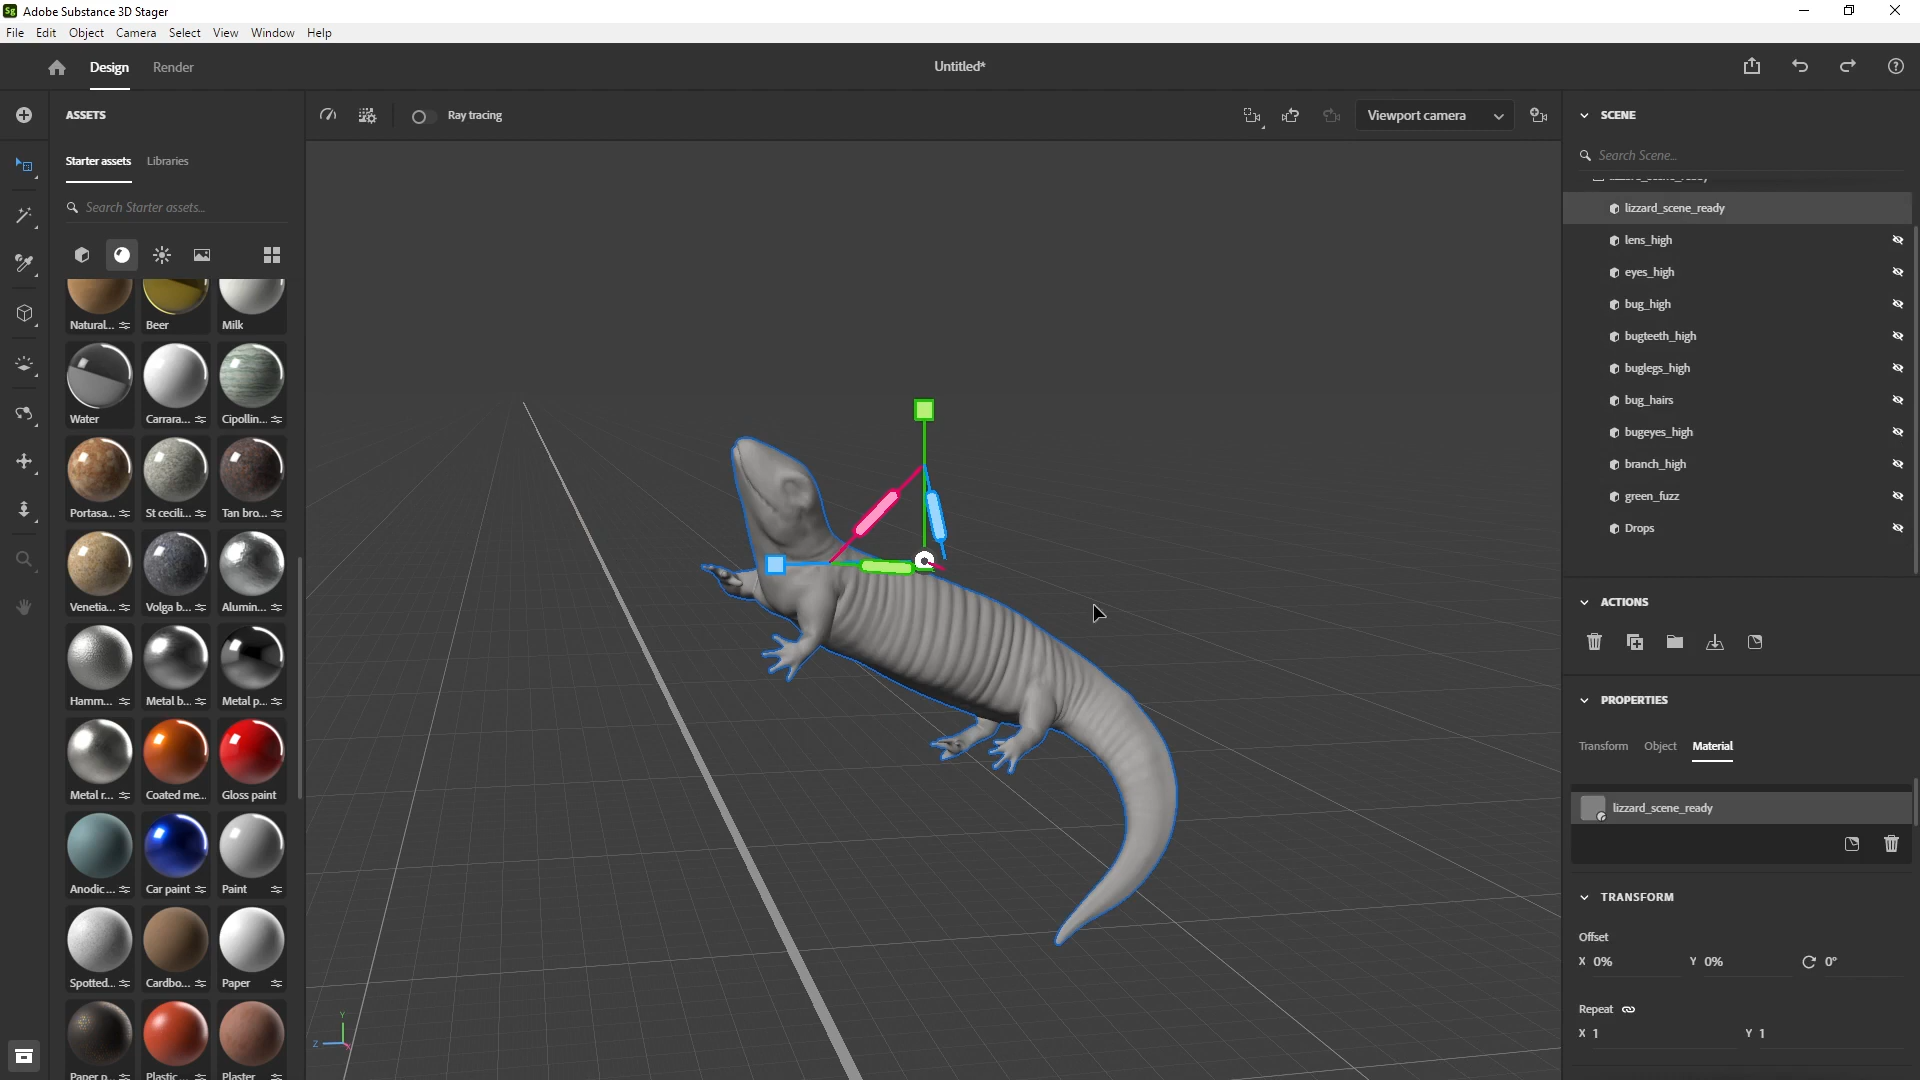 Sg Adobe Substance 3D Stager
File Edit Object Camera Select View Window Help
Design Render Untitled*
ASSETS
Starter assets Libraries
Search Starter assets...
Natural... Beer Milk
Water Carrara... Cipollin...
Portasa... St cecili... Tan bro...
Venetia... Volga b... Alumin...
Hamm... Metal b... Metal p...
Metal r... Coated me... Gloss paint
Anodic ... Car paint Paint
Spotted... Cardbo... Paper
Paper p... Plastic ... Plaster
Ray tracing
Viewport camera
Y
Z
SCENE
Search Scene...
lizzard_scene_ready
lens_high
eyes_high
bug_high
bugteeth_high
buglegs_high
bug_hairs
bugeyes_high
branch_high
green_fuzz
Drops
ACTIONS
PROPERTIES
Transform Object Material
lizzard_scene_ready
TRANSFORM
Offset
X 0% Y 0% 0°
Repeat
X 1 Y 1